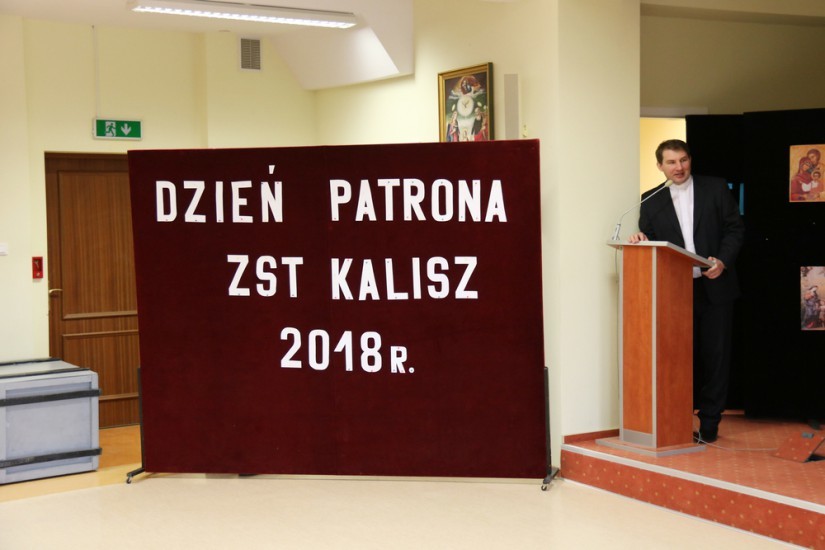 DZIEŃ PATRONA
ZST KALISZ
2018 R.